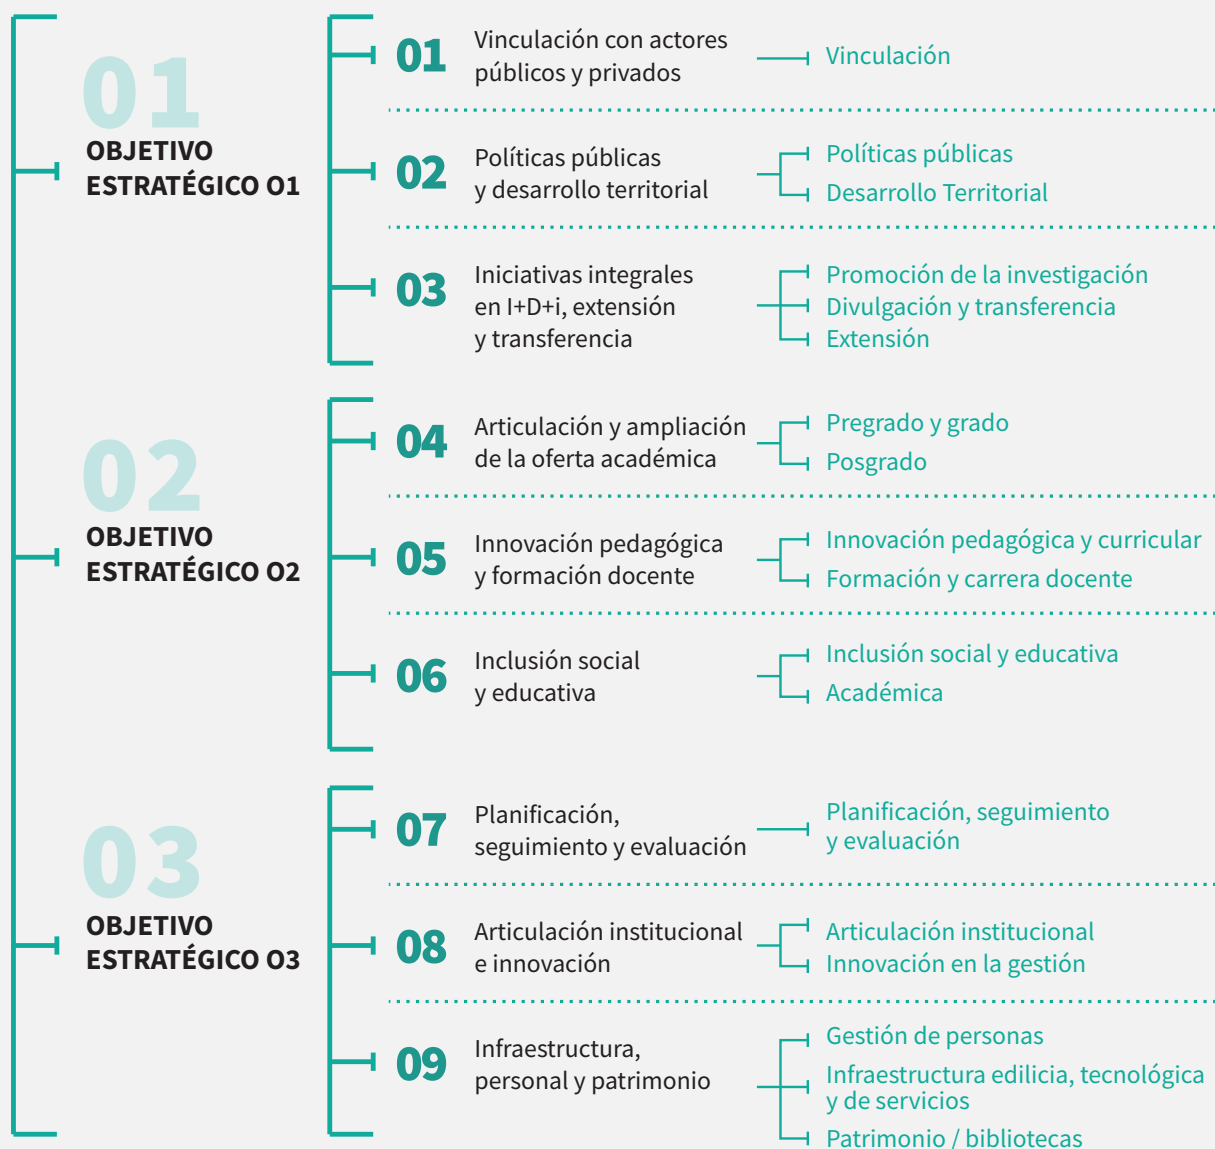 01
OBJETIVO
ESTRATÉGICO O1
01
Vinculación con actores
públicos y privados
Vinculación
02
Políticas públicas
y desarrollo territorial
Políticas públicas
Desarrollo Territorial
03
Iniciativas integrales
en I+D+i, extensión
y transferencia
Promoción de la investigación
Divulgación y transferencia
Extensión
02
OBJETIVO
ESTRATÉGICO O2
04
Articulación y ampliación
de la oferta académica
Pregrado y grado
Posgrado
05
Innovación pedagógica
y formación docente
Innovación pedagógica y curricular
Formación y carrera docente
06
Inclusión social
y educativa
Inclusión social y educativa
Académica
03
OBJETIVO
ESTRATÉGICO O3
07
Planificación,
seguimiento y evaluación
Planificación, seguimiento
y evaluación
08
Articulación institucional
e innovación
Articulación institucional
Innovación en la gestión
09
Infraestructura,
personal y patrimonio
Gestión de personas
Infraestructura edilicia, tecnológica
y de servicios
Patrimonio / bibliotecas